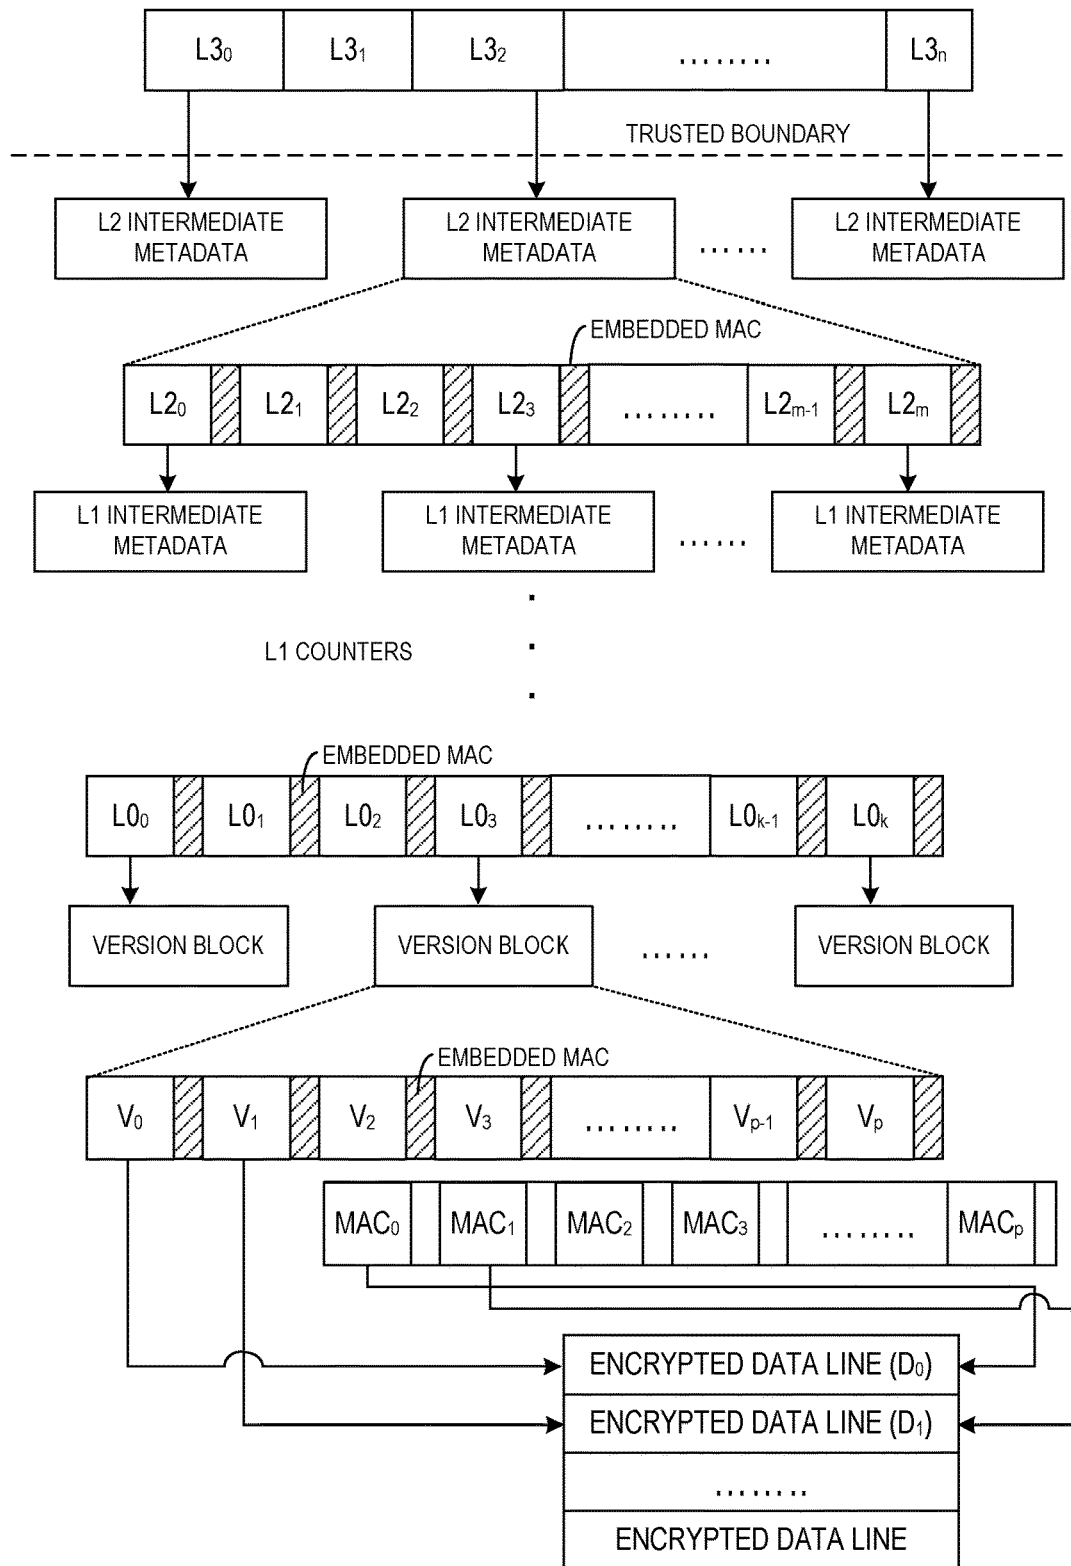 L3₀ L3₁ L3₂ ........ L3ₙ
TRUSTED BOUNDARY
L2 INTERMEDIATE
METADATA
L2 INTERMEDIATE
METADATA
......
L2 INTERMEDIATE
METADATA
EMBEDDED MAC
L2₀ L2₁ L2₂ L2₃ ......... L2ₘ₋₁ L2ₘ
L1 INTERMEDIATE
METADATA
L1 INTERMEDIATE
METADATA
......
L1 INTERMEDIATE
METADATA
L1 COUNTERS
EMBEDDED MAC
L0₀ L0₁ L0₂ L0₃ ......... L0ₖ₋₁ L0ₖ
VERSION BLOCK VERSION BLOCK ...... VERSION BLOCK
EMBEDDED MAC
V₀ V₁ V₂ V₃ ......... Vₚ₋₁ Vₚ
MAC₀ MAC₁ MAC₂ MAC₃ ......... MACₚ
ENCRYPTED DATA LINE (D₀)
ENCRYPTED DATA LINE (D₁)
........
ENCRYPTED DATA LINE